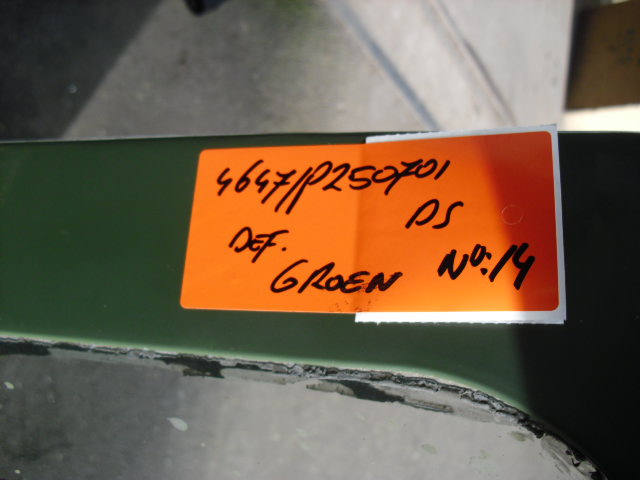 4647/P250701
DS
DEF.
GROEN No:14